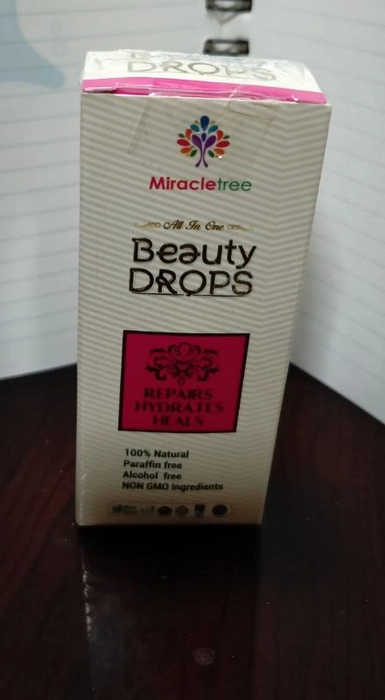 Beauty
DROPS
Miracletree
All In One
Beauty
DROPS
REPAIRS
HYDRATES
HEALS
100% Natural
Paraffin free
Alcohol free
NON GMO Ingredients